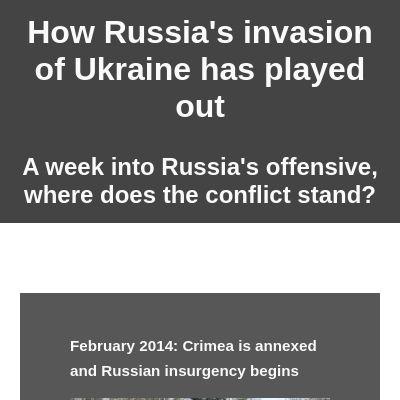 How Russia's invasion
of Ukraine has played
out
A week into Russia's offensive,
where does the conflict stand?
February 2014: Crimea is annexed
and Russian insurgency begins